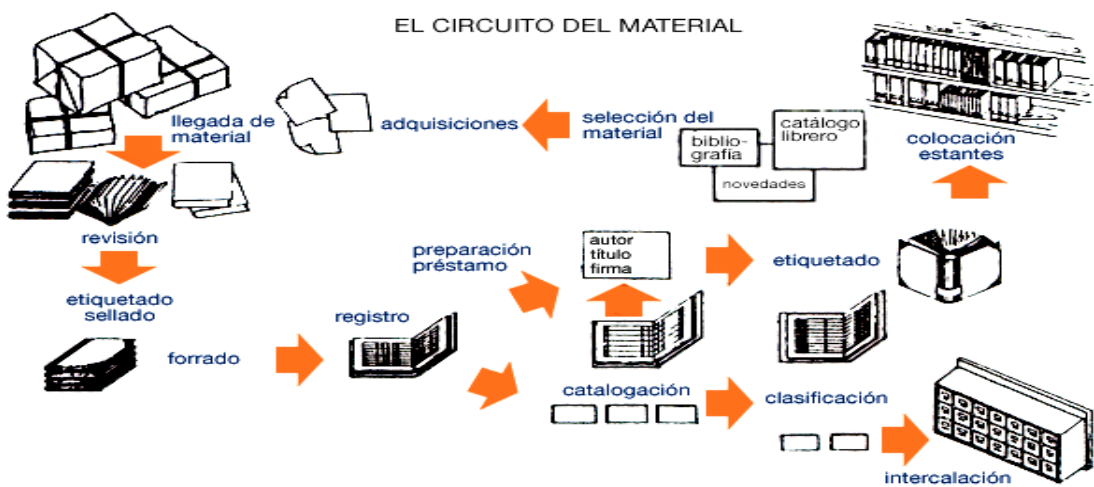 EL CIRCUITO DEL MATERIAL
selección del
material
biblio-
grafía
catálogo
librero
novedades
adquisiciones
llegada de
material
revisión
etiquetado
sellado
forrado
registro
preparación
préstamo
autor
título
firma
etiquetado
colocación
estantes
catalogación
clasificación
intercalación